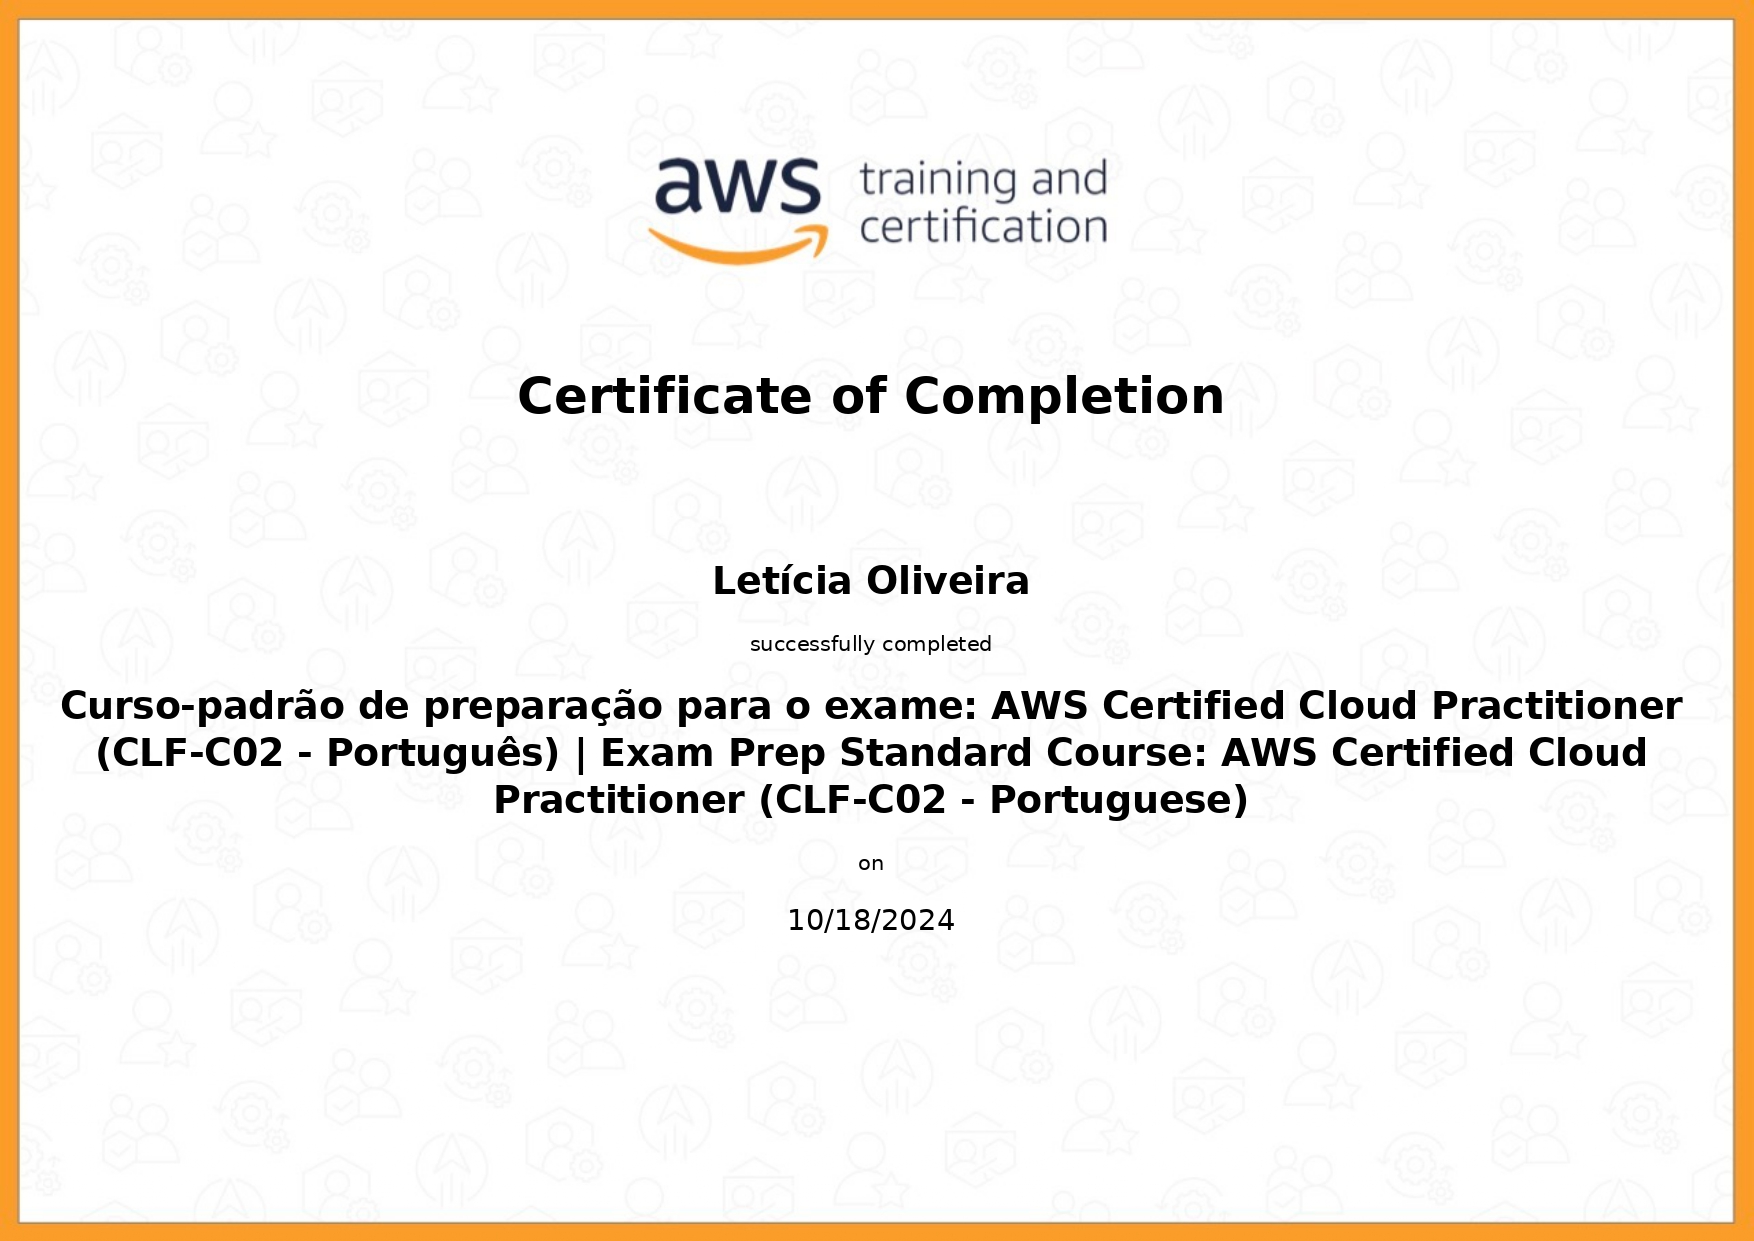 aws training and
certification
Certificate of Completion
Letícia Oliveira
successfully completed
Curso-padrão de preparação para o exame: AWS Certified Cloud Practitioner
(CLF-C02 - Português) | Exam Prep Standard Course: AWS Certified Cloud
Practitioner (CLF-C02 - Portuguese)
on
10/18/2024